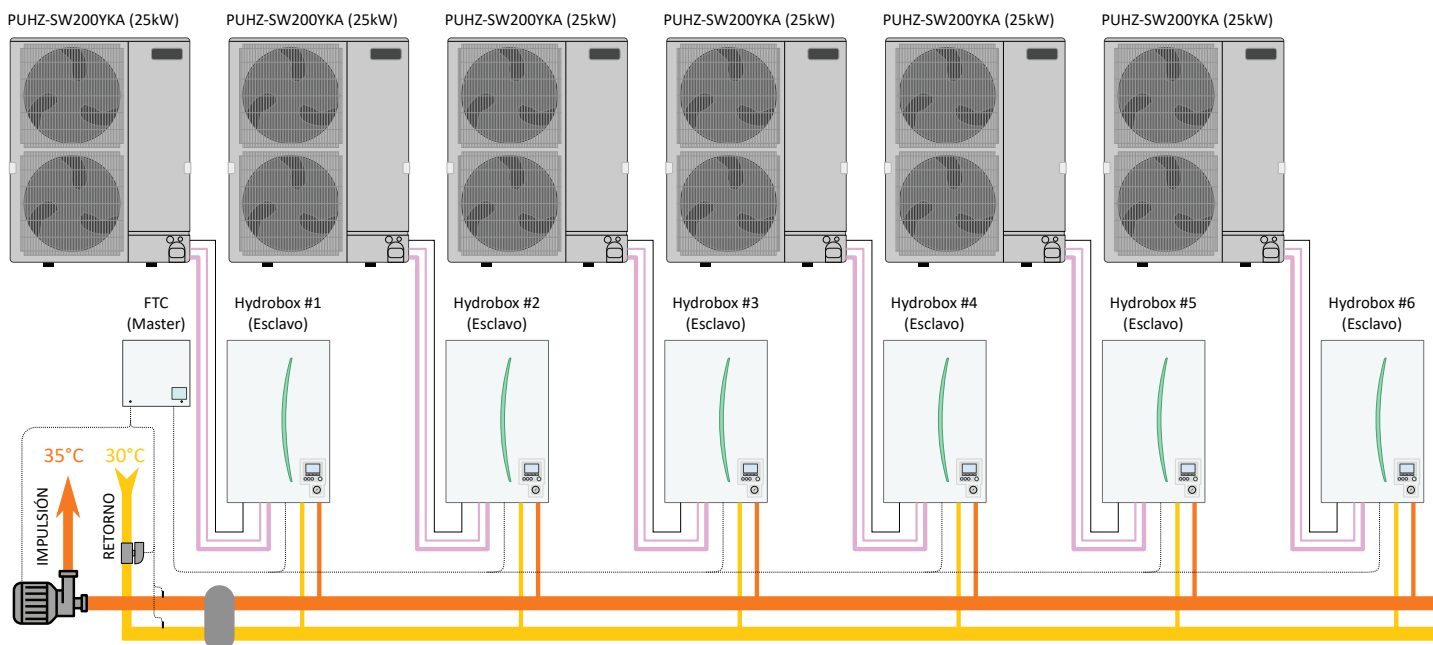 PUHZ-SW200YKA (25kW)
PUHZ-SW200YKA (25kW)
PUHZ-SW200YKA (25kW)
PUHZ-SW200YKA (25kW)
PUHZ-SW200YKA (25kW)
PUHZ-SW200YKA (25kW)
FTC
(Master)
Hydrobox #1
(Esclavo)
Hydrobox #2
(Esclavo)
Hydrobox #3
(Esclavo)
Hydrobox #4
(Esclavo)
Hydrobox #5
(Esclavo)
Hydrobox #6
(Esclavo)
35°C
30°C
IMPULSIÓN
RETORNO